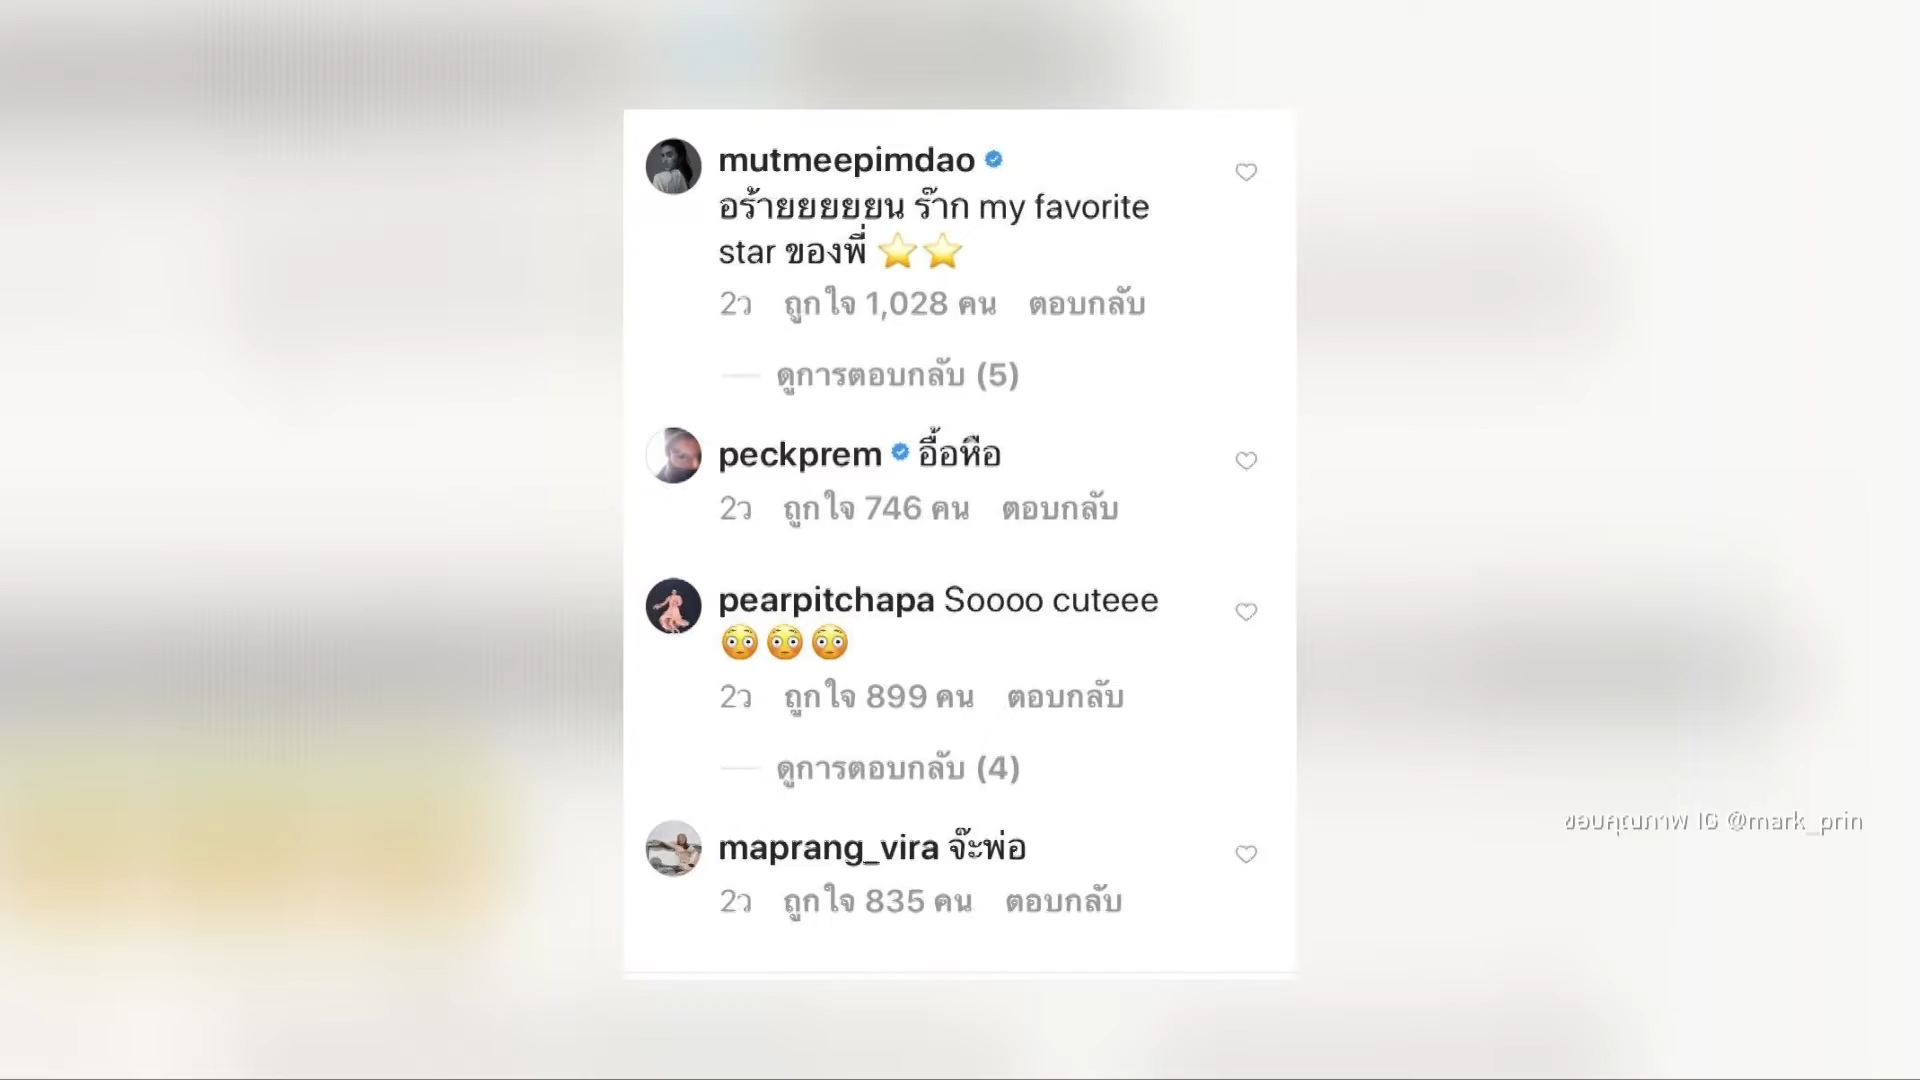 mutmeepimdao
อร้ายยยยยน ร๊าก my favorite
star ของพี่ ⭐⭐
2ว ถูกใจ 1,028 คน ตอบกลับ
ดูการตอบกลับ (5)
peckprem อื้อหือ
2ว ถูกใจ 746 คน ตอบกลับ
pearpitchapa Soooo cuteee
😳😳😳
2ว ถูกใจ 899 คน ตอบกลับ
ดูการตอบกลับ (4)
maprang_vira จ๊ะพ่อ
2ว ถูกใจ 835 คน ตอบกลับ
ขอบคุณภาพ IG @mark_prin